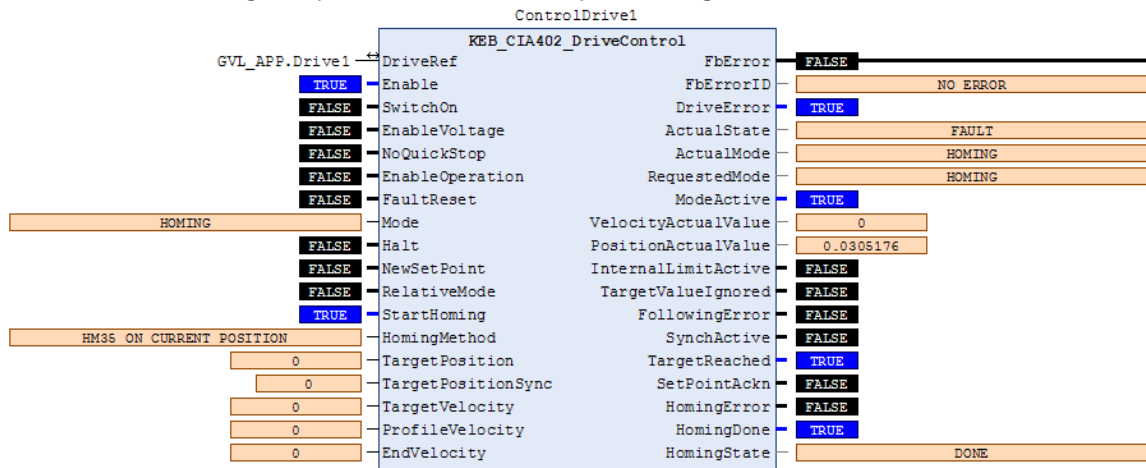 ControlDrive1
KEB_CIA402_DriveControl
GVL_APP.Drive1 DriveRef FbError FALSE
TRUE Enable FbErrorID NO ERROR
FALSE SwitchOn DriveError TRUE
FALSE EnableVoltage ActualState FAULT
FALSE NoQuickStop ActualMode HOMING
FALSE EnableOperation RequestedMode HOMING
FALSE FaultReset ModeActive TRUE
HOMING Mode VelocityActualValue 0
FALSE Halt PositionActualValue 0.0305176
FALSE NewSetPoint InternalLimitActive FALSE
FALSE RelativeMode TargetValueIgnored FALSE
TRUE StartHoming FollowingError FALSE
HM35 ON CURRENT POSITION HomingMethod SynchActive FALSE
0 TargetPosition TargetReached TRUE
0 TargetPositionSync SetPointAckn FALSE
0 TargetVelocity HomingError FALSE
0 ProfileVelocity HomingDone TRUE
0 EndVelocity HomingState DONE